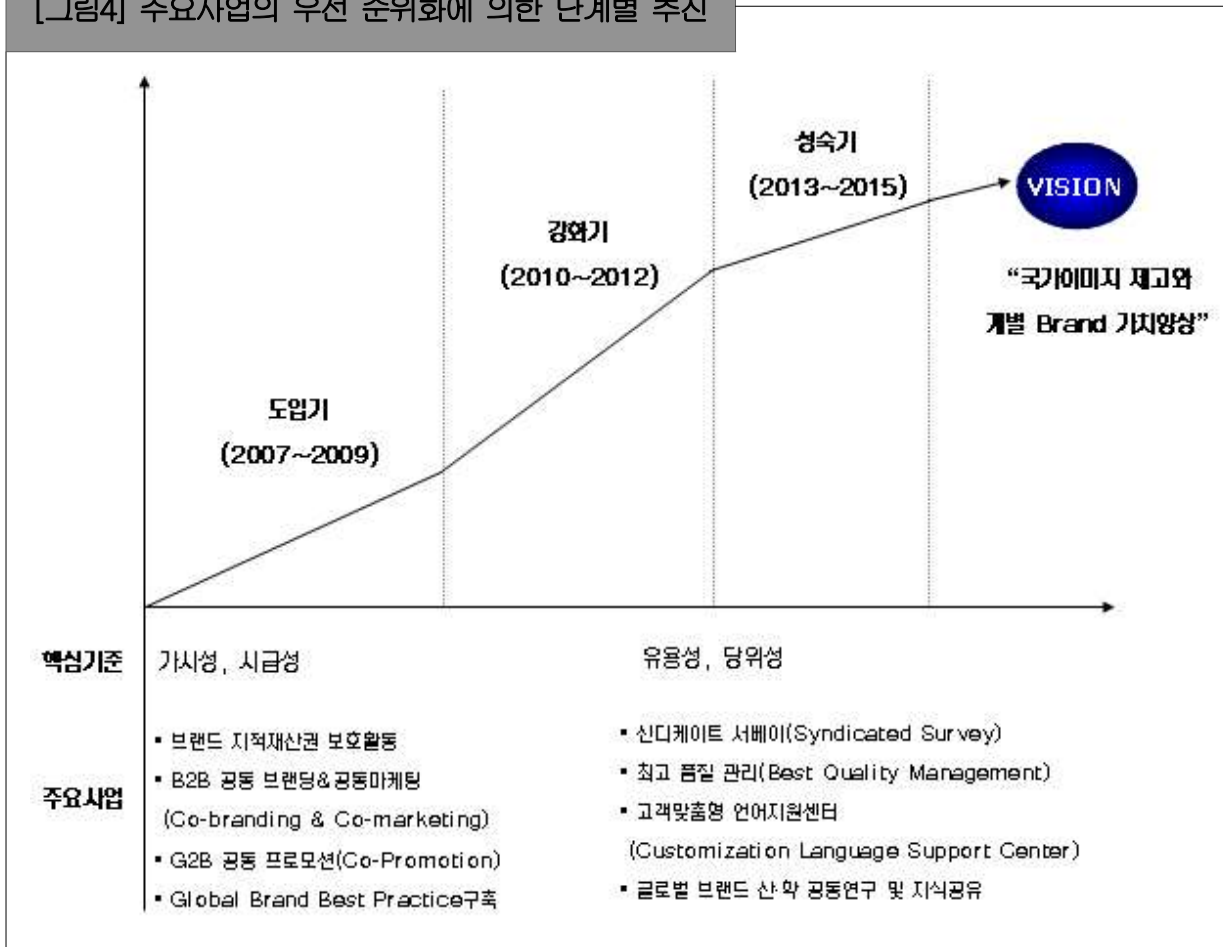 [그림4] 주요사업의 우선 순위화에 의한 단계별 추진
성숙기
(2013~2015)
VISION
강화기
(2010~2012)
“국가이미지 제고와
개별 Brand 가치향상”
도입기
(2007~2009)
핵심기준
가시성, 시급성
유용성, 당위성
주요사업
▪ 브랜드 지적재산권 보호활동
▪ B2B 공동 브랜딩&공동마케팅
(Co-branding & Co-marketing)
▪ G2B 공동 프로모션(Co-Promotion)
▪ Global Brand Best Practice구축
▪ 신디케이트 서베이(Syndicated Survey)
▪ 최고 품질 관리(Best Quality Management)
▪ 고객맞춤형 언어지원센터
(Customization Language Support Center)
▪ 글로벌 브랜드 산·학 공동연구 및 지식공유